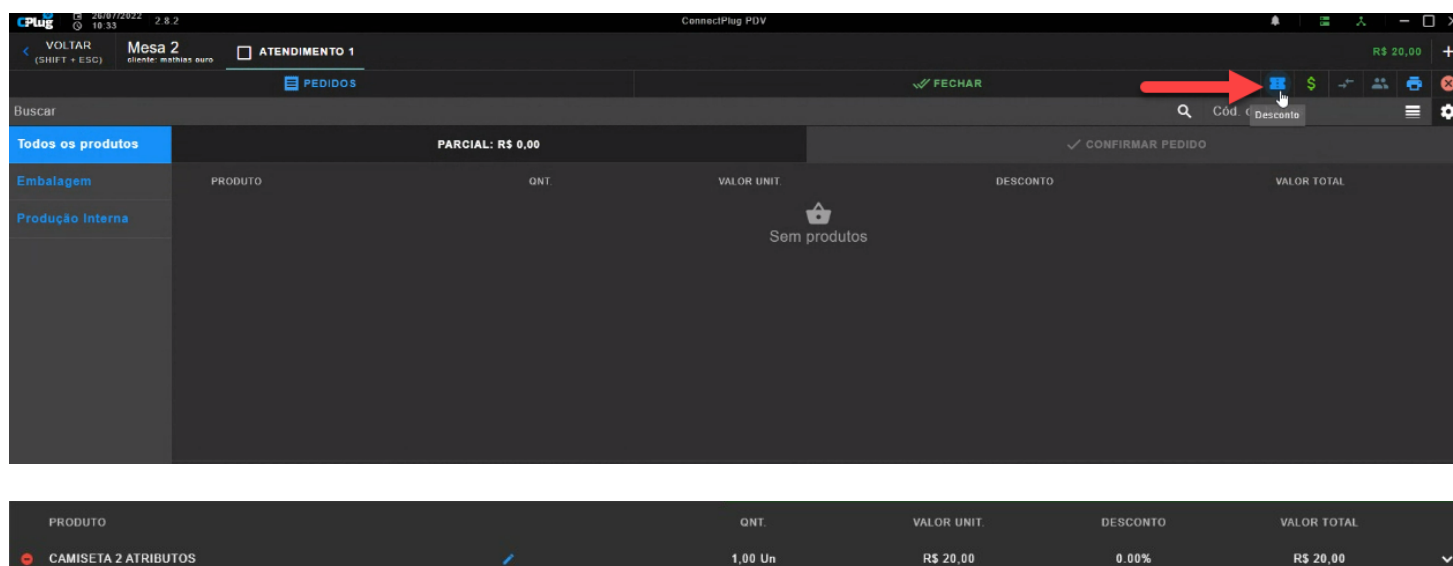 CPlug 26/07/2022 10:33 2.8.2 ConnectPlug PDV
VOLTAR (SHIFT + ESC) Mesa 2 cliente: mathias ouro ATENDIMENTO 1 R$ 20,00 +
PEDIDOS FECHAR $
Buscar Cód. Desconto
Todos os produtos PARCIAL: R$ 0,00 CONFIRMAR PEDIDO
Embalagem PRODUTO QNT. VALOR UNIT. DESCONTO VALOR TOTAL
Produção Interna
Sem produtos
PRODUTO QNT. VALOR UNIT. DESCONTO VALOR TOTAL
CAMISETA 2 ATRIBUTOS 1,00 Un R$ 20,00 0.00% R$ 20,00